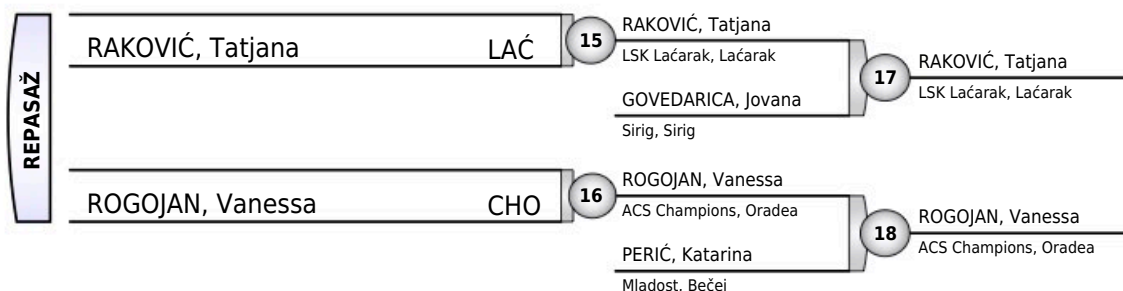 REPASAŽ
RAKOVIĆ, Tatjana LAĆ
15
RAKOVIĆ, Tatjana
LSK Laćarak, Laćarak
GOVEDARICA, Jovana
Sirig, Sirig
17
RAKOVIĆ, Tatjana
LSK Laćarak, Laćarak
ROGOJAN, Vanessa CHO
16
ROGOJAN, Vanessa
ACS Champions, Oradea
PERIĆ, Katarina
Mladost, Bečej
18
ROGOJAN, Vanessa
ACS Champions, Oradea